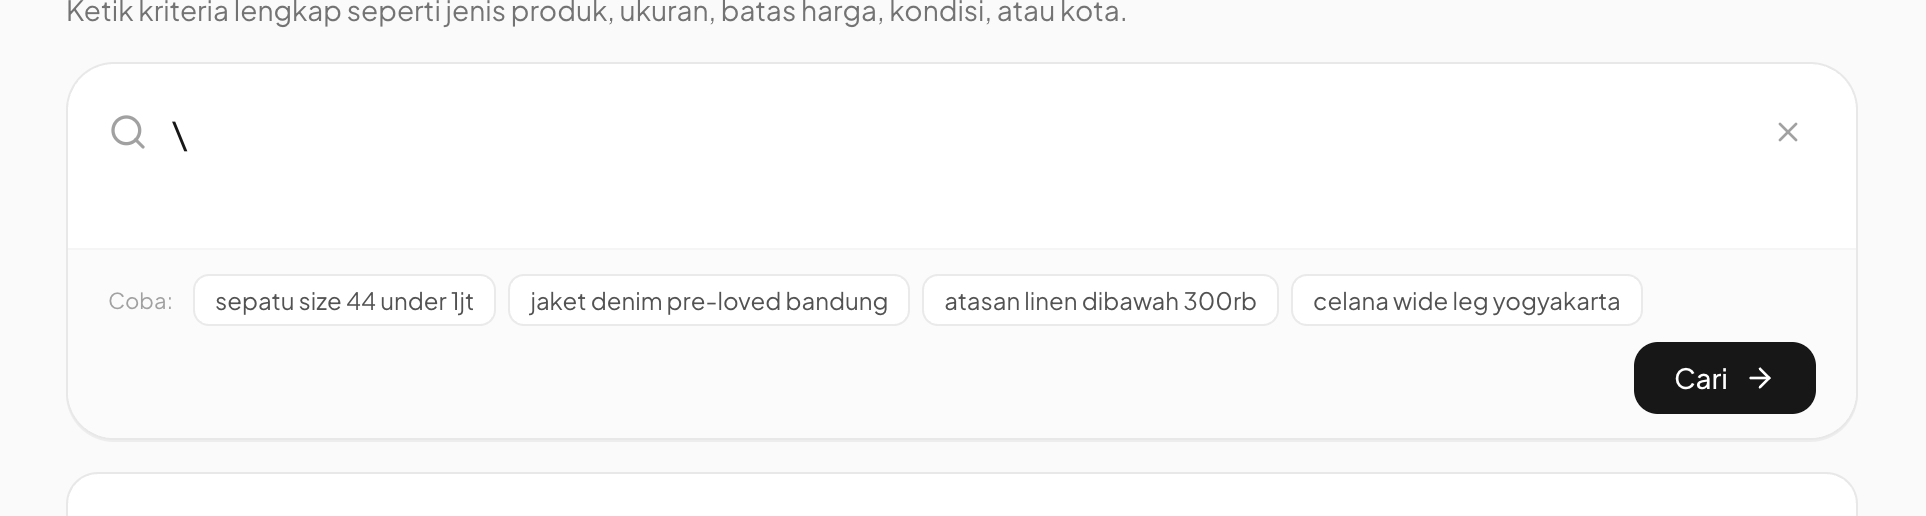 Ketik kriteria lengkap seperti jenis produk, ukuran, batas harga, kondisi, atau kota.
\
Coba: sepatu size 44 under 1jt jaket denim pre-loved bandung atasan linen dibawah 300rb celana wide leg yogyakarta
Cari →